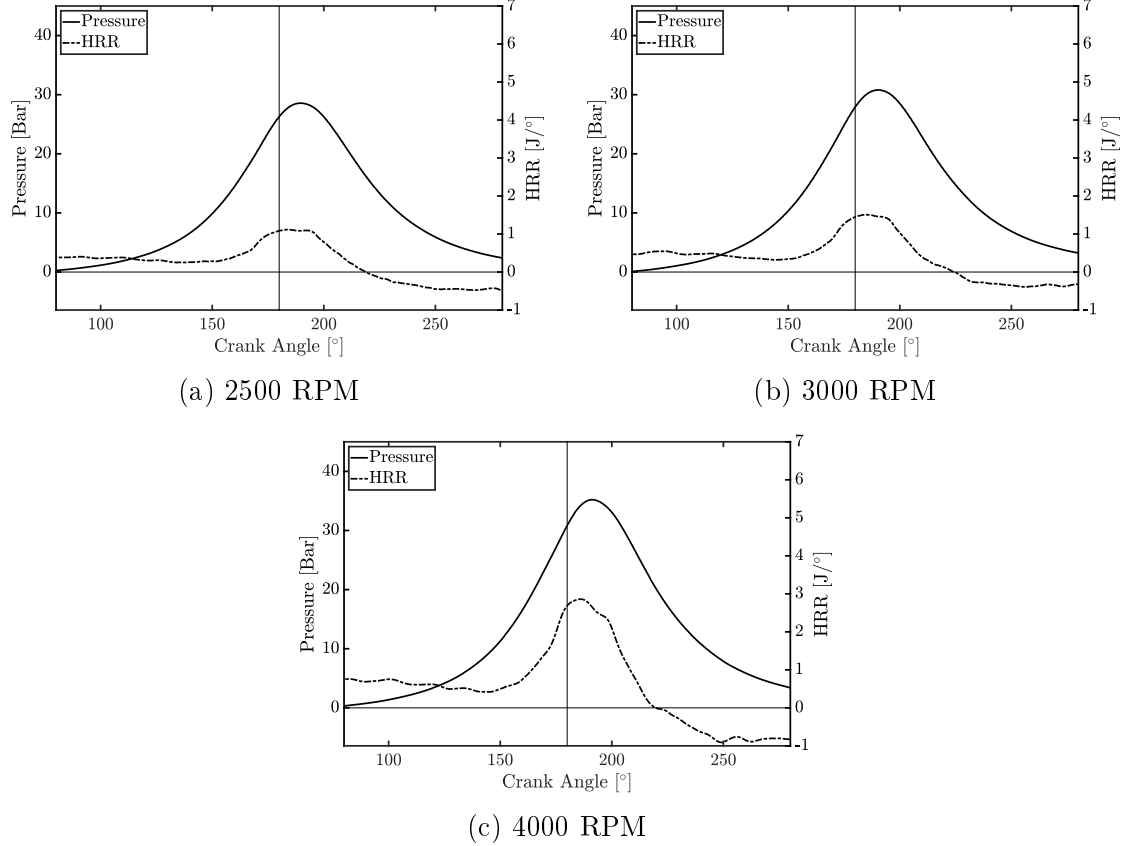 Pressure
HRR
40
30
20
10
0
7
6
5
4
3
2
1
0
-1
Pressure [Bar]
HRR [J/°]
100 150 200 250
Crank Angle [°]
(a) 2500 RPM
Pressure
HRR
40
30
20
10
0
7
6
5
4
3
2
1
0
-1
Pressure [Bar]
HRR [J/°]
100 150 200 250
Crank Angle [°]
(b) 3000 RPM
Pressure
HRR
40
30
20
10
0
7
6
5
4
3
2
1
0
-1
Pressure [Bar]
HRR [J/°]
100 150 200 250
Crank Angle [°]
(c) 4000 RPM